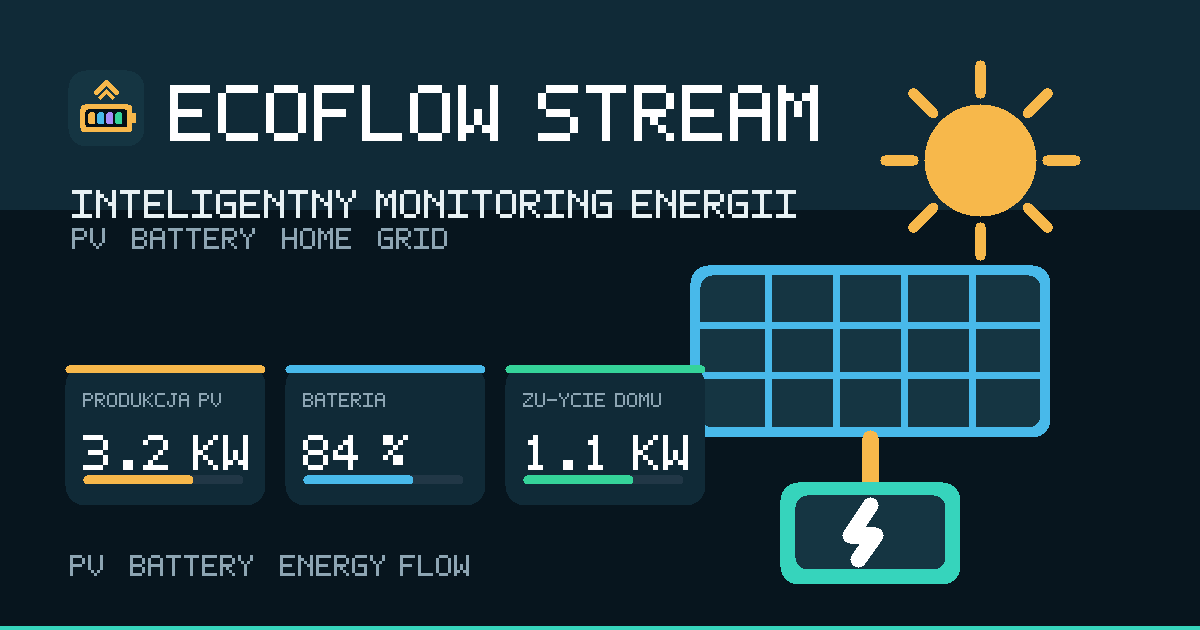 ECOFLOW STREAM
INTELIGENTNY MONITORING ENERGII
PV BATTERY HOME GRID
PRODUKCJA PV
3.2 KW
BATERIA
84 %
ZU-YCIE DOMU
1.1 KW
PV BATTERY ENERGY FLOW